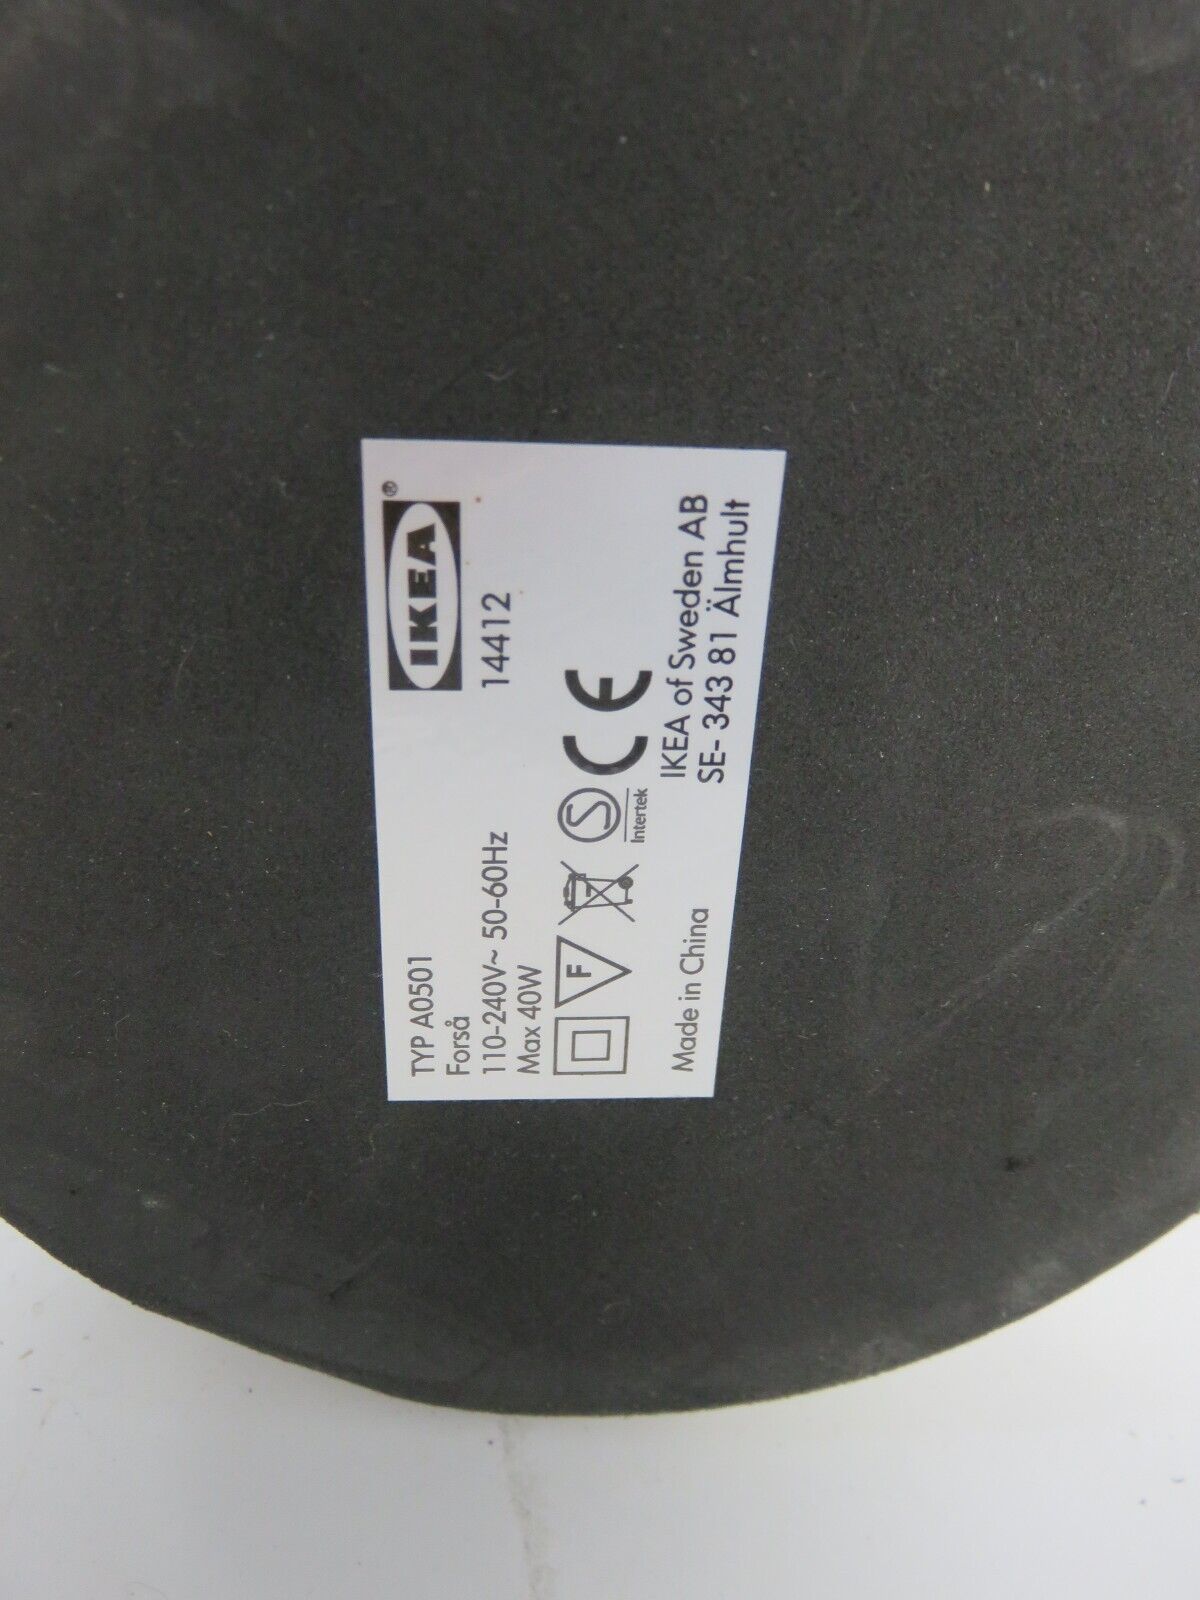 TYP A0501
Forså
110-240V~ 50-60Hz
Max 40W
IKEA®
14412
F
S
Intertek
CE
Made in China
IKEA of Sweden AB
SE- 343 81 Älmhult